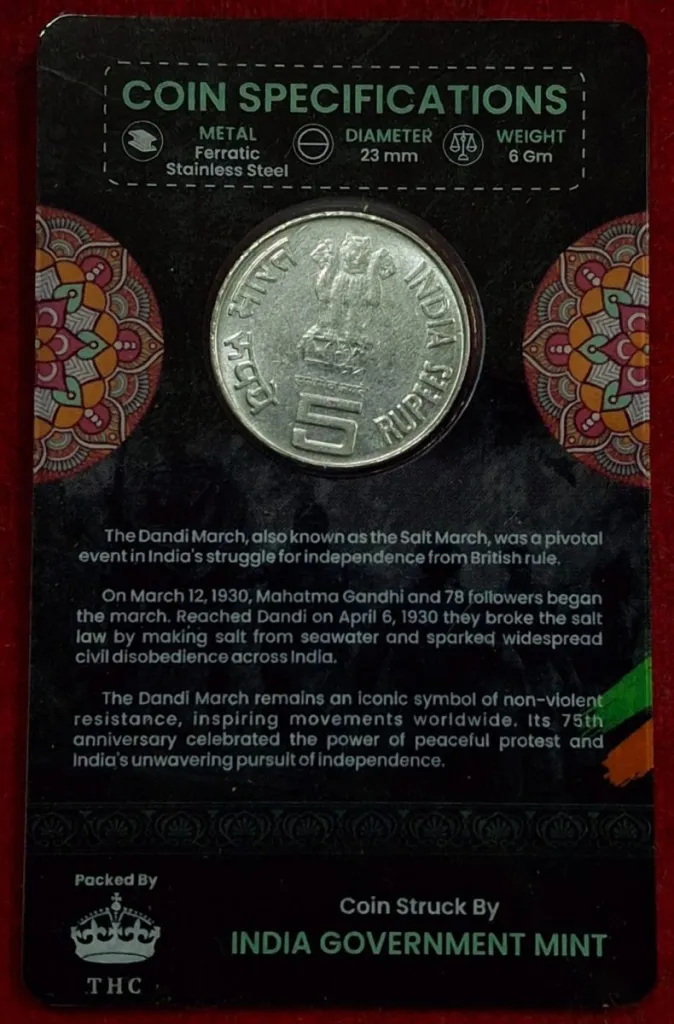 COIN SPECIFICATIONS
METAL
Ferratic
Stainless Steel
DIAMETER
23 mm
WEIGHT
6 Gm
भारत
INDIA
रुपये
RUPEES
5
The Dandi March, also known as the Salt March, was a pivotal
event in India's struggle for independence from British rule.
On March 12, 1930, Mahatma Gandhi and 78 followers began
the march. Reached Dandi on April 6, 1930 they broke the salt
law by making salt from seawater and sparked widespread
civil disobedience across India.
The Dandi March remains an iconic symbol of non-violent
resistance, inspiring movements worldwide. Its 75th
anniversary celebrated the power of peaceful protest and
India's unwavering pursuit of independence.
Packed By
THC
Coin Struck By
INDIA GOVERNMENT MINT